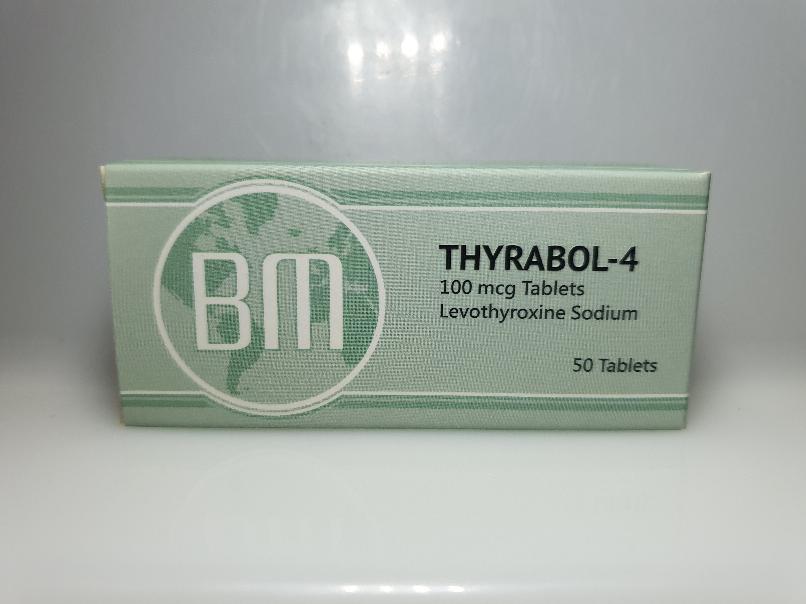 BM
THYRABOL-4
100 mcg Tablets
Levothyroxine Sodium
50 Tablets